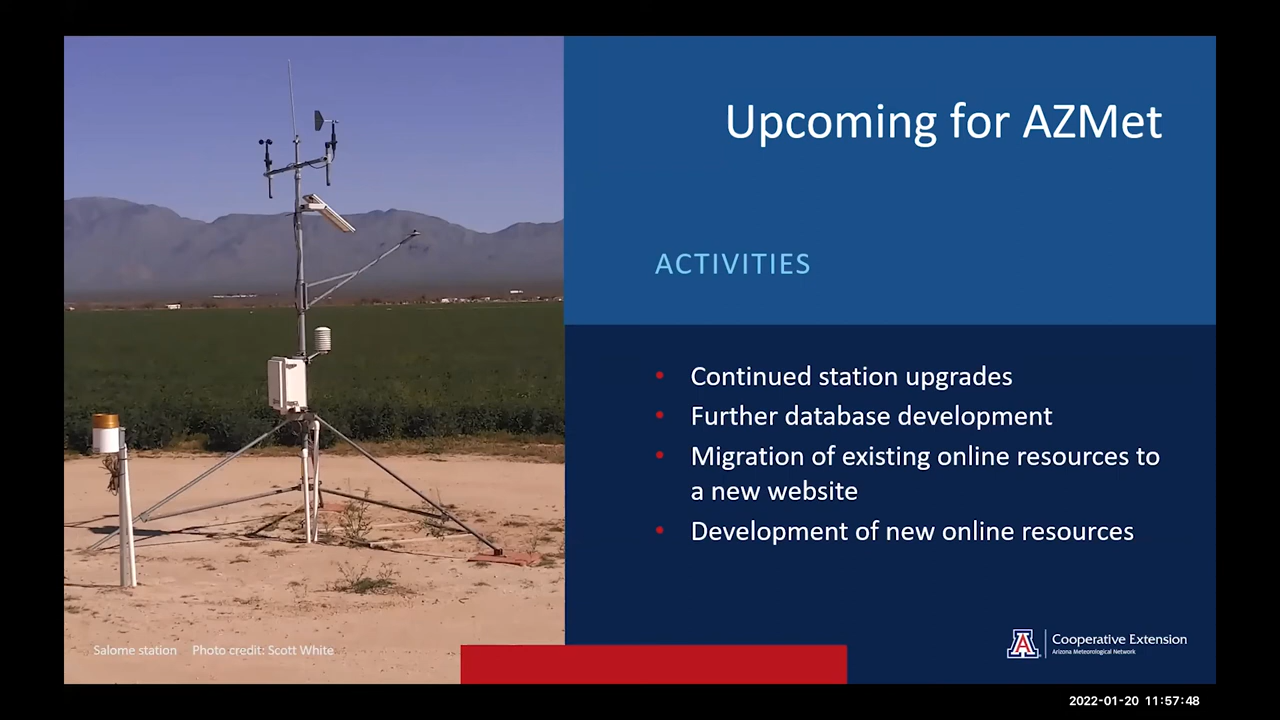 Upcoming for AZMet
ACTIVITIES
• Continued station upgrades
• Further database development
• Migration of existing online resources to
a new website
• Development of new online resources
Salome station Photo credit: Scott White
A
Cooperative Extension
Arizona Meteorological Network
2022-01-20 11:57:48